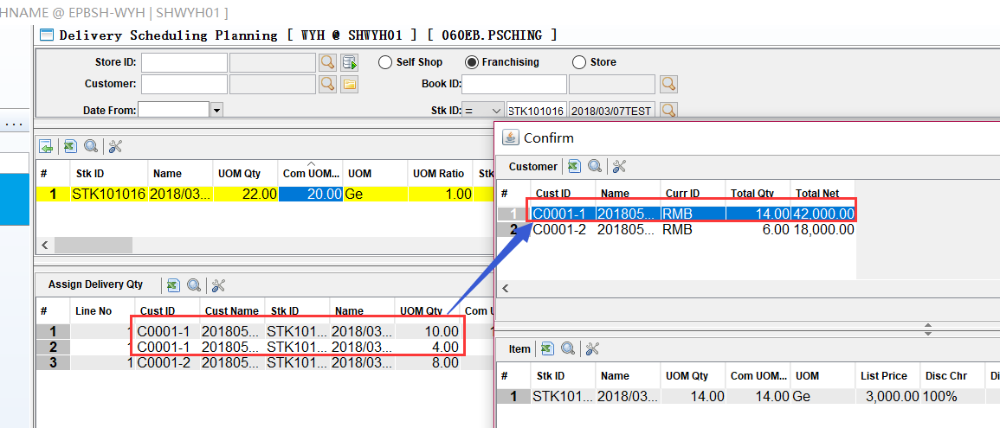 HNAME @ EPBSH-WYH | SHWYH01 ]
Delivery Scheduling Planning [ WYH @ SHWYH01 ] [ 060EB.PSCHING ]
Store ID: Self Shop Franchising Store
Customer: Book ID:
Date From: Stk ID: = STK101016 2018/03/07TEST
...
Confirm
Customer
# Cust ID Name Curr ID Total Qty Total Net
1 C0001-1 201805... RMB 14.00 42,000.00
2 C0001-2 201805... RMB 6.00 18,000.00
# Stk ID Name UOM Qty Com UOM... UOM UOM Ratio Stk
1 STK101016 2018/03... 22.00 20.00 Ge 1.00
Assign Delivery Qty
# Line No Cust ID Cust Name Stk ID Name UOM Qty Com U
1 1 C0001-1 201805... STK101... 2018/03... 10.00 1
2 1 C0001-1 201805... STK101... 2018/03... 4.00
3 1 C0001-2 201805... STK101... 2018/03... 8.00
Item
# Stk ID Name UOM Qty Com UOM... UOM List Price Disc Chr Di
1 STK101... 2018/03... 14.00 14.00 Ge 3,000.00 100%